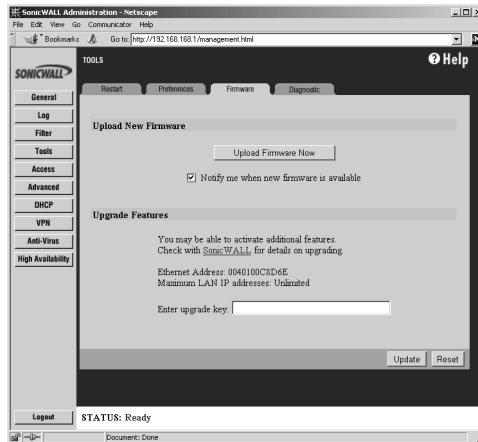 SonicWALL Administration - Netscape
File Edit View Go Communicator Help
Bookmarks Go to: http://192.168.168.1/management.html
SONICWALL
TOOLS
Help
Restart Preferences Firmware Diagnostic
General
Log
Filter
Tools
Access
Advanced
DHCP
VPN
Anti-Virus
High Availability
Upload New Firmware
Upload Firmware Now
Notify me when new firmware is available
Upgrade Features
You may be able to activate additional features.
Check with SonicWALL for details on upgrading.
Ethernet Address: 0040100C8D6E
Maximum LAN IP addresses: Unlimited
Enter upgrade key:
Update Reset
Logout
STATUS: Ready
Document: Done